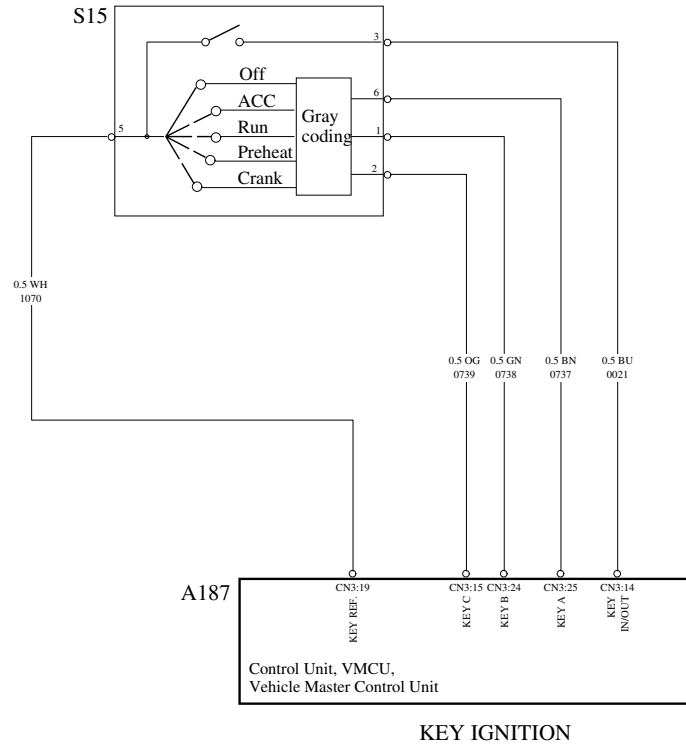 S15
3
Off
ACC
Run
Preheat
Crank
Gray
coding
5
6
1
2
0.5 WH
1070
0.5 OG
0739
0.5 GN
0738
0.5 BN
0737
0.5 BU
0021
A187
CN3:19
CN3:15
CN3:24
CN3:25
CN3:14
KEY REF.
KEY C
KEY B
KEY A
KEY
IN/OUT
Control Unit, VMCU,
Vehicle Master Control Unit
KEY IGNITION